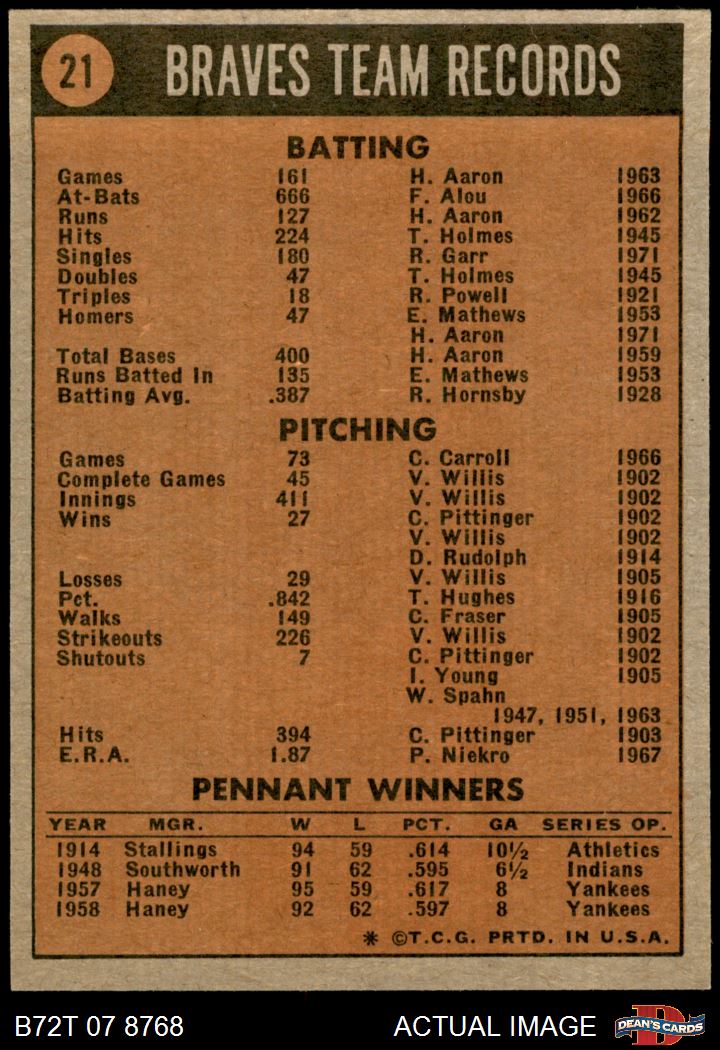 21 BRAVES TEAM RECORDS
BATTING
Games 161 H. Aaron 1963
At-Bats 666 F. Alou 1966
Runs 127 H. Aaron 1962
Hits 224 T. Holmes 1945
Singles 180 R. Garr 1971
Doubles 47 T. Holmes 1945
Triples 18 R. Powell 1921
Homers 47 E. Mathews 1953
H. Aaron 1971
Total Bases 400 H. Aaron 1959
Runs Batted In 135 E. Mathews 1953
Batting Avg. .387 R. Hornsby 1928
PITCHING
Games 73 C. Carroll 1966
Complete Games 45 V. Willis 1902
Innings 411 V. Willis 1902
Wins 27 C. Pittinger 1902
V. Willis 1902
D. Rudolph 1914
Losses 29 V. Willis 1905
Pct. .842 T. Hughes 1916
Walks 149 C. Fraser 1905
Strikeouts 226 V. Willis 1902
Shutouts 7 C. Pittinger 1902
I. Young 1905
W. Spahn
1947, 1951, 1963
Hits 394 C. Pittinger 1903
E.R.A. 1.87 P. Niekro 1967
PENNANT WINNERS
YEAR MGR. W L PCT. GA SERIES OP.
1914 Stallings 94 59 .614 10½ Athletics
1948 Southworth 91 62 .595 6½ Indians
1957 Haney 95 59 .617 8 Yankees
1958 Haney 92 62 .597 8 Yankees
* ©T.C.G. PRTD. IN U.S.A.
B72T 07 8768 ACTUAL IMAGE DEAN'S CARDS